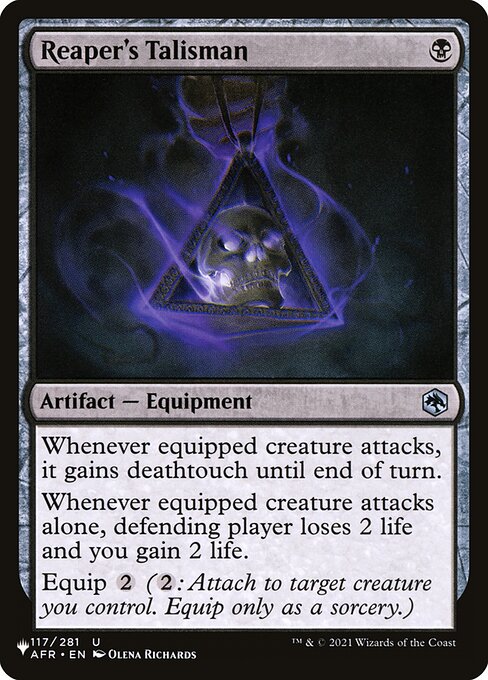 Reaper's Talisman
Artifact — Equipment
Whenever equipped creature attacks,
it gains deathtouch until end of turn.
Whenever equipped creature attacks
alone, defending player loses 2 life
and you gain 2 life.
Equip 2 (2: Attach to target creature
you control. Equip only as a sorcery.)
117/281 U
AFR • EN Olena Richards
™ & © 2021 Wizards of the Coast